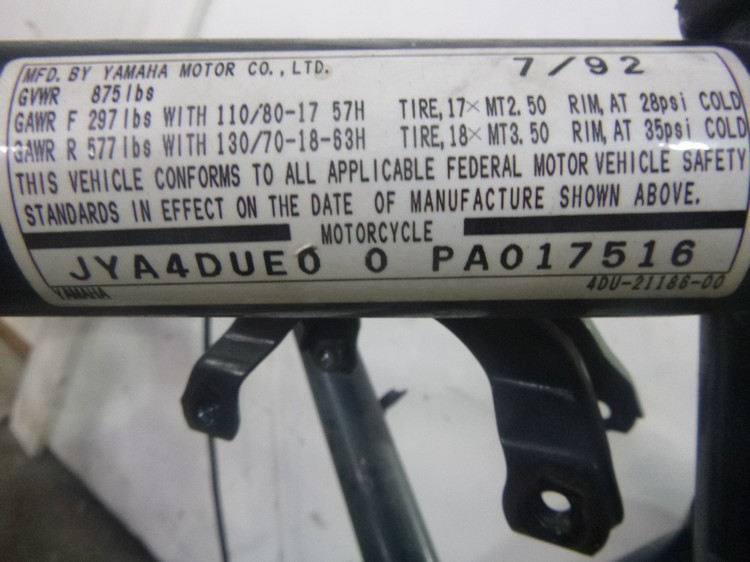 MFD. BY YAMAHA MOTOR CO., LTD. 7/92
GVWR 875lbs
GAWR F 297lbs WITH 110/80-17 57H TIRE, 17× MT2.50 RIM, AT 28psi COLD
GAWR R 577lbs WITH 130/70-18-63H TIRE, 18× MT3.50 RIM, AT 35psi COLD
THIS VEHICLE CONFORMS TO ALL APPLICABLE FEDERAL MOTOR VEHICLE SAFETY
STANDARDS IN EFFECT ON THE DATE OF MANUFACTURE SHOWN ABOVE.
MOTORCYCLE
JYA4DUE0 0 PA017516
YAMAHA 4DU-21186-00